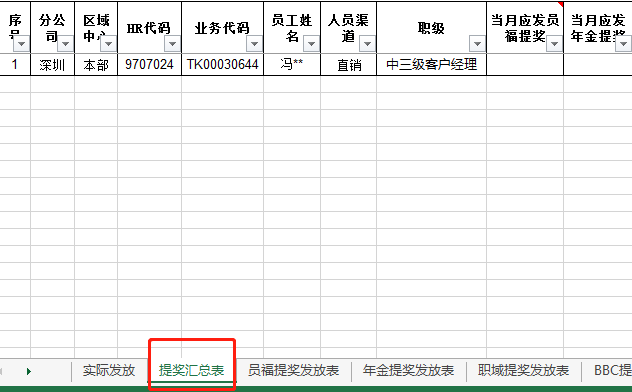 序号 分公司 区域中心 HR代码 业务代码 员工姓名 人员渠道 职级 当月应发员福提奖 当月应发年金提奖
1 深圳 本部 9707024 TK00030644 冯** 直销 中三级客户经理
实际发放 提奖汇总表 员福提奖发放表 年金提奖发放表 职域提奖发放表 BBC提